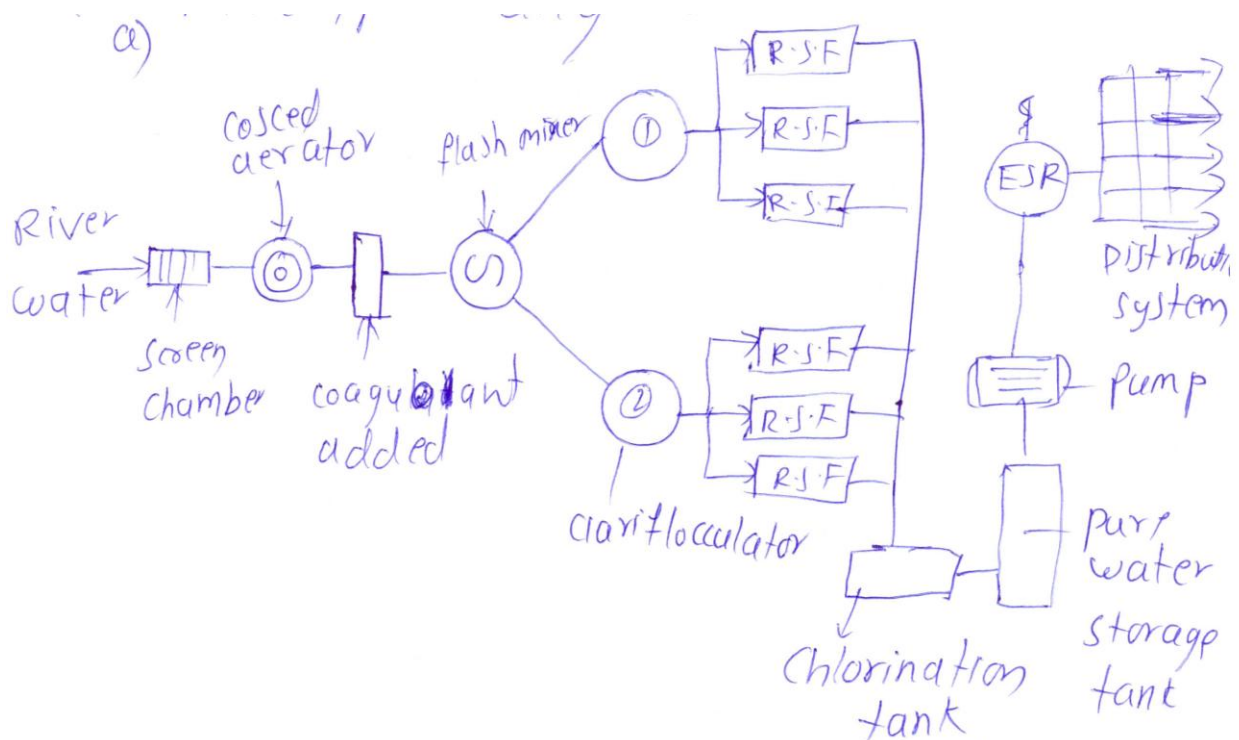 a)
cosced
aerator
flash mixer
River
water
screen
chamber
coagulant
added
①
②
R.S.F
R.S.F
R.S.F
R.S.F
R.S.F
R.S.F
clariflocculator
Chlorination
tank
ESR
Distributi
system
pump
pure
water
storage
tank